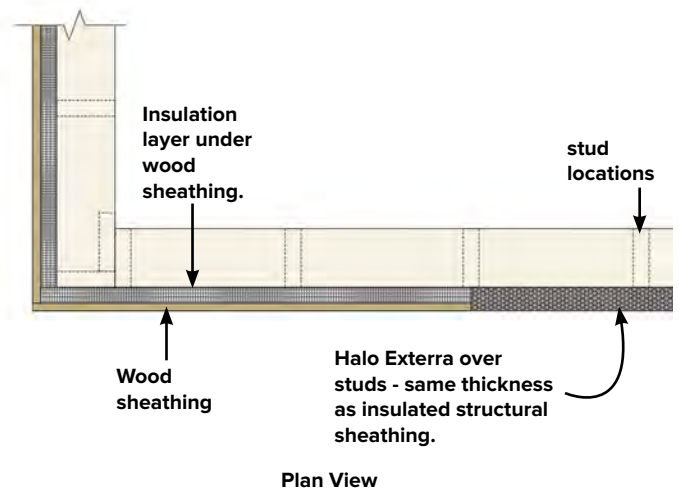 Insulation
layer under
wood
sheathing.
stud
locations
Wood
sheathing
Halo Exterra over
studs - same thickness
as insulated structural
sheathing.
Plan View